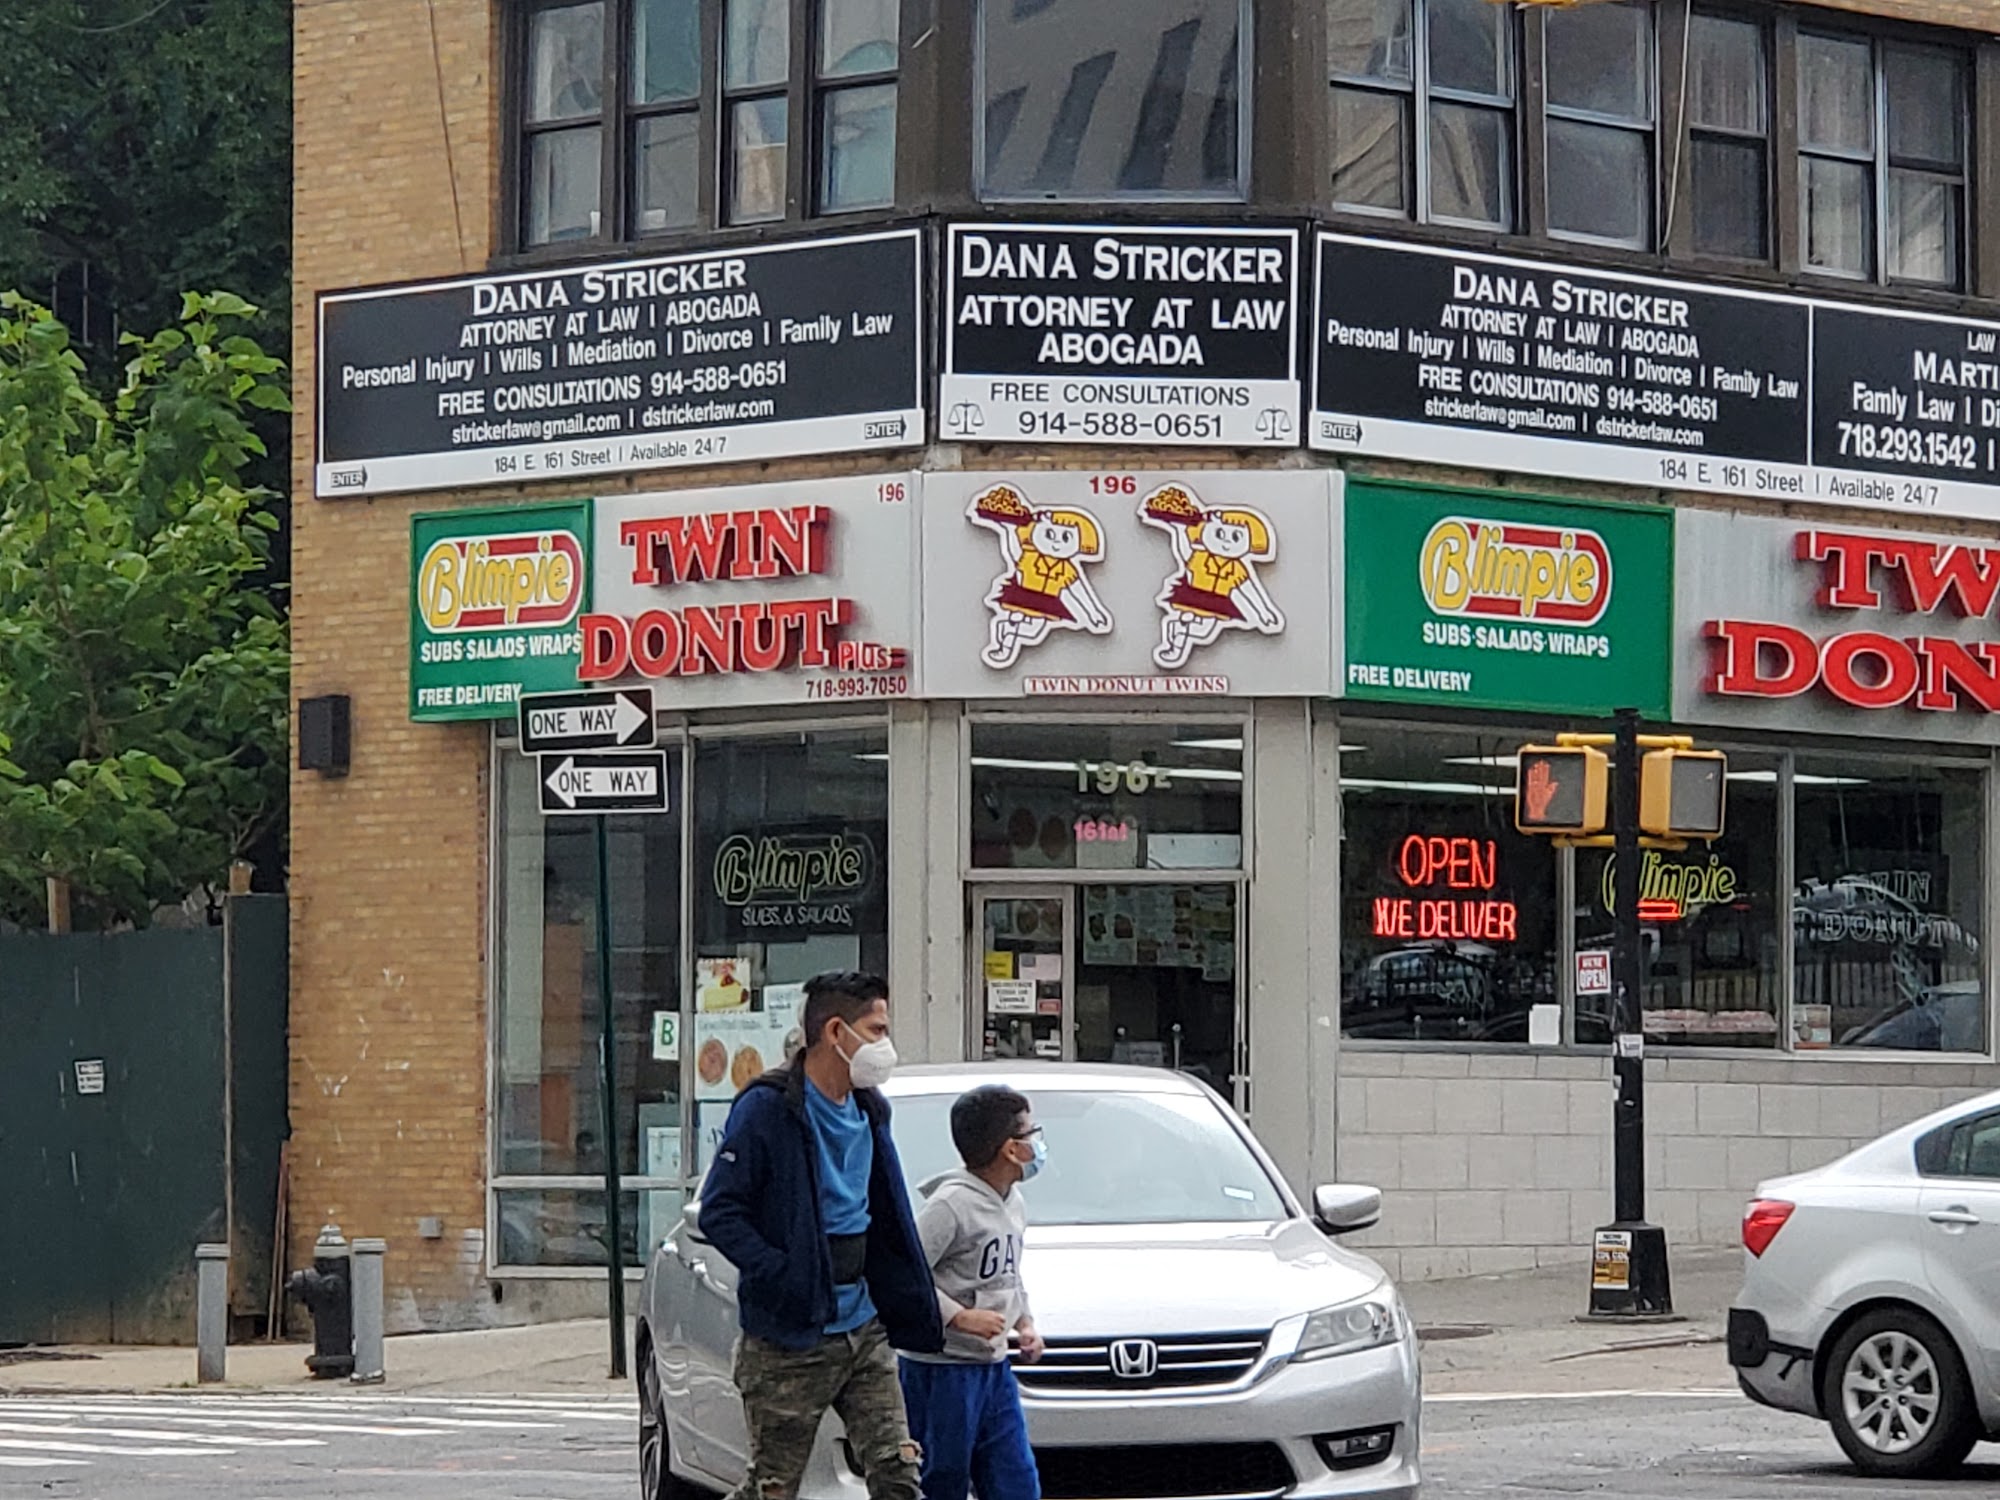 DANA STRICKER
ATTORNEY AT LAW | ABOGADA
Personal Injury | Wills | Mediation | Divorce | Family Law
FREE CONSULTATIONS 914-588-0651
strickerlaw@gmail.com | dstrickerlaw.com
ENTER
184 E. 161 Street | Available 24/7
ENTER
DANA STRICKER
ATTORNEY AT LAW
ABOGADA
FREE CONSULTATIONS
914-588-0651
DANA STRICKER
ATTORNEY AT LAW | ABOGADA
Personal Injury | Wills | Mediation | Divorce | Family Law
FREE CONSULTATIONS 914-588-0651
strickerlaw@gmail.com | dstrickerlaw.com
ENTER
184 E. 161 Street | Available 24/7
LAW
MARTI
Famly Law | Di
718.293.1542 |
Blimpie
SUBS·SALADS·WRAPS
FREE DELIVERY
196
TWIN
DONUT
Plus
718-993-7050
196
TWIN DONUT TWINS
Blimpie
SUBS·SALADS·WRAPS
FREE DELIVERY
TW
DON
ONE WAY
ONE WAY
196E
161st
Blimpie
SUBS & SALADS
OPEN
WE DELIVER
Blimpie
TWIN
DONUT
OPEN
B
GA